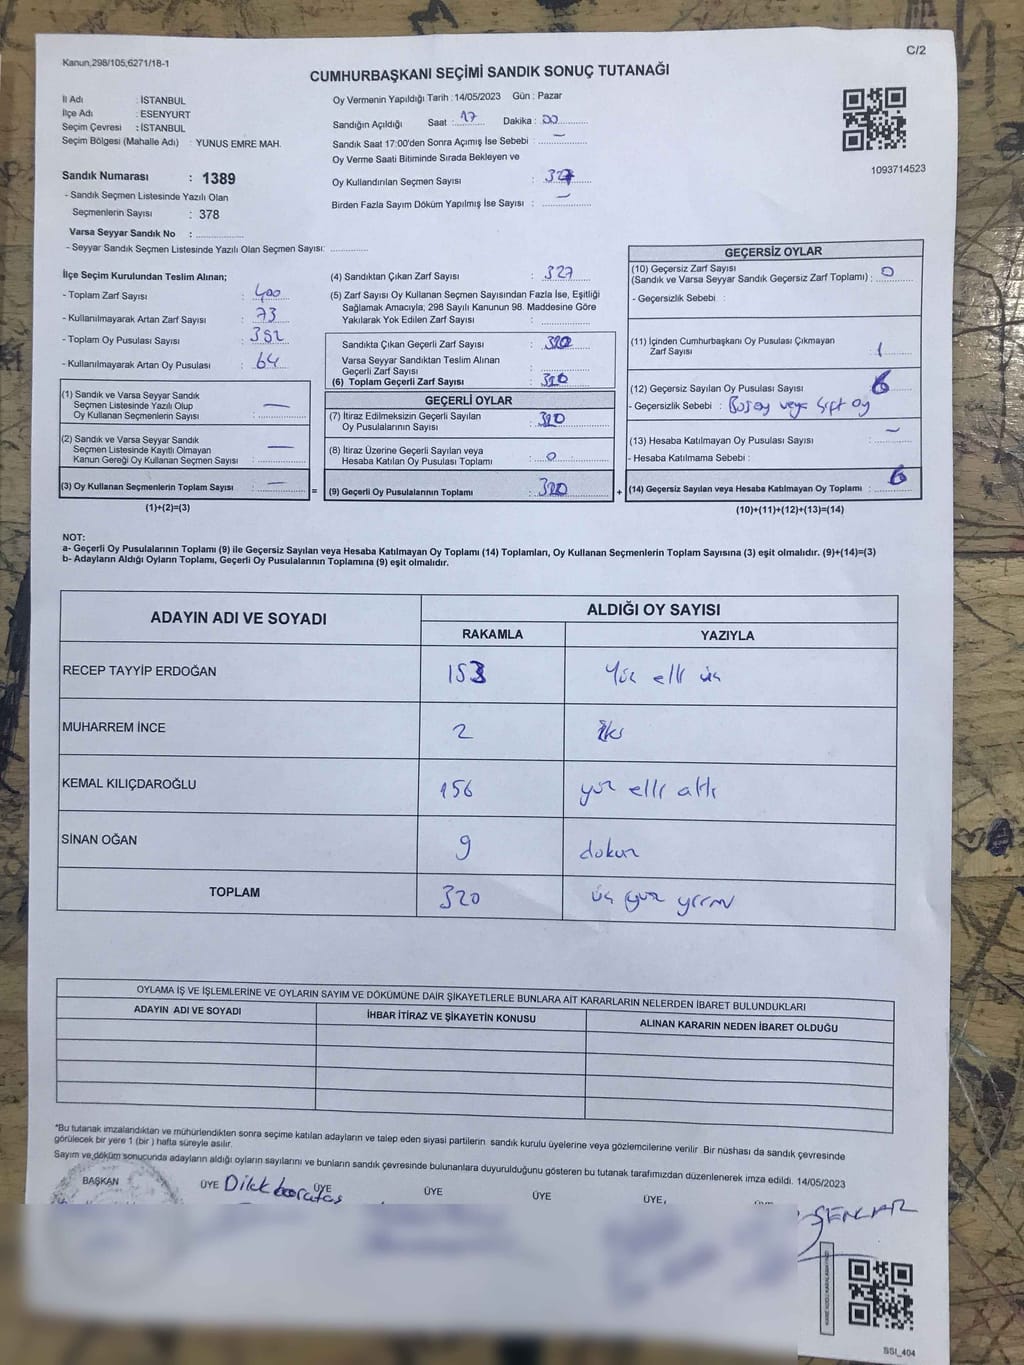 C/2
Kanun,298/105,6271/18-1
CUMHURBAŞKANI SEÇİMİ SANDIK SONUÇ TUTANAĞI
İl Adı : İSTANBUL
İlçe Adı : ESENYURT
Seçim Çevresi : İSTANBUL
Seçim Bölgesi (Mahalle Adı) : YUNUS EMRE MAH.
Sandık Numarası : 1389
- Sandık Seçmen Listesinde Yazılı Olan
Seçmenlerin Sayısı : 378
Varsa Seyyar Sandık No :
- Seyyar Sandık Seçmen Listesinde Yazılı Olan Seçmen Sayısı:
Oy Vermenin Yapıldığı Tarih : 14/05/2023 Gün : Pazar
Sandığın Açıldığı Saat : 17 Dakika : 00
Sandık Saat 17:00'den Sonra Açımış İse Sebebi : —
Oy Verme Saati Bitiminde Sırada Bekleyen ve
Oy Kullandırılan Seçmen Sayısı : 327
Birden Fazla Sayım Döküm Yapılmış İse Sayısı : —
1093714523
İlçe Seçim Kurulundan Teslim Alınan;
- Toplam Zarf Sayısı : 400
- Kullanılmayarak Artan Zarf Sayısı : 73
- Toplam Oy Pusulası Sayısı :
- Kullanılmayarak Artan Oy Pusulası : 64
(1) Sandık ve Varsa Seyyar Sandık
Seçmen Listesinde Yazılı Olup
Oy Kullanan Seçmenlerin Sayısı : —
(2) Sandık ve Varsa Seyyar Sandık
Seçmen Listesinde Kayıtlı Olmayan
Kanun Gereği Oy Kullanan Seçmen Sayısı : —
(3) Oy Kullanan Seçmenlerin Toplam Sayısı : —
(1)+(2)=(3)
=
(4) Sandıktan Çıkan Zarf Sayısı : 327
(5) Zarf Sayısı Oy Kullanan Seçmen Sayısından Fazla İse, Eşitliği
Sağlamak Amacıyla, 298 Sayılı Kanunun 98. Maddesine Göre
Yakılarak Yok Edilen Zarf Sayısı :
Sandıkta Çıkan Geçerli Zarf Sayısı : 320
Varsa Seyyar Sandıktan Teslim Alınan
Geçerli Zarf Sayısı :
(6) Toplam Geçerli Zarf Sayısı : 320
GEÇERLİ OYLAR
(7) İtiraz Edilmeksizin Geçerli Sayılan
Oy Pusulalarının Sayısı : 320
(8) İtiraz Üzerine Geçerli Sayılan veya
Hesaba Katılan Oy Pusulası Toplamı : 0
(9) Geçerli Oy Pusulalarının Toplamı : 320
+
GEÇERSİZ OYLAR
(10) Geçersiz Zarf Sayısı
(Sandık ve Varsa Seyyar Sandık Geçersiz Zarf Toplamı) : 0
- Geçersizlik Sebebi :
(11) İçinden Cumhurbaşkanı Oy Pusulası Çıkmayan
Zarf Sayısı : 1
(12) Geçersiz Sayılan Oy Pusulası Sayısı : 6
- Geçersizlik Sebebi : Boş oy veya çift oy
(13) Hesaba Katılmayan Oy Pusulası Sayısı : —
- Hesaba Katılmama Sebebi :
(14) Geçersiz Sayılan veya Hesaba Katılmayan Oy Toplamı : 6
(10)+(11)+(12)+(13)=(14)
NOT:
a- Geçerli Oy Pusulalarının Toplamı (9) ile Geçersiz Sayılan veya Hesaba Katılmayan Oy Toplamı (14) Toplamları, Oy Kullanan Seçmenlerin Toplam Sayısına (3) eşit olmalıdır. (9)+(14)=(3)
b- Adayların Aldığı Oyların Toplamı, Geçerli Oy Pusulalarının Toplamına (9) eşit olmalıdır.
ADAYIN ADI VE SOYADI ALDIĞI OY SAYISI
RAKAMLA YAZIYLA
RECEP TAYYİP ERDOĞAN 153 Yüz elli üç
MUHARREM İNCE 2 iki
KEMAL KILIÇDAROĞLU 156 yüz elli altı
SİNAN OĞAN 9 dokuz
TOPLAM 320 üç yüz yirmi
OYLAMA İŞ VE İŞLEMLERİNE VE OYLARIN SAYIM VE DÖKÜMÜNE DAİR ŞİKAYETLERLE BUNLARA AİT KARARLARIN NELERDEN İBARET BULUNDUKLARI
ADAYIN ADI VE SOYADI İHBAR İTİRAZ VE ŞİKAYETİN KONUSU ALINAN KARARIN NEDEN İBARET OLDUĞU
*Bu tutanak imzalandıktan ve mühürlendikten sonra seçime katılan adayların ve talep eden siyasi partilerin sandık kurulu üyelerine veya gözlemcilerine verilir. Bir nüshası da sandık çevresinde
görülecek bir yere 1 (bir ) hafta süreyle asılır.
Sayım ve döküm sonucunda adayların aldığı oyların sayılarını ve bunların sandık çevresinde bulunanlara duyurulduğunu gösteren bu tutanak tarafımızdan düzenlenerek imza edildi. 14/05/2023
BAŞKAN ÜYE ÜYE ÜYE ÜYE ÜYE
ŞENLAR
SSI_404